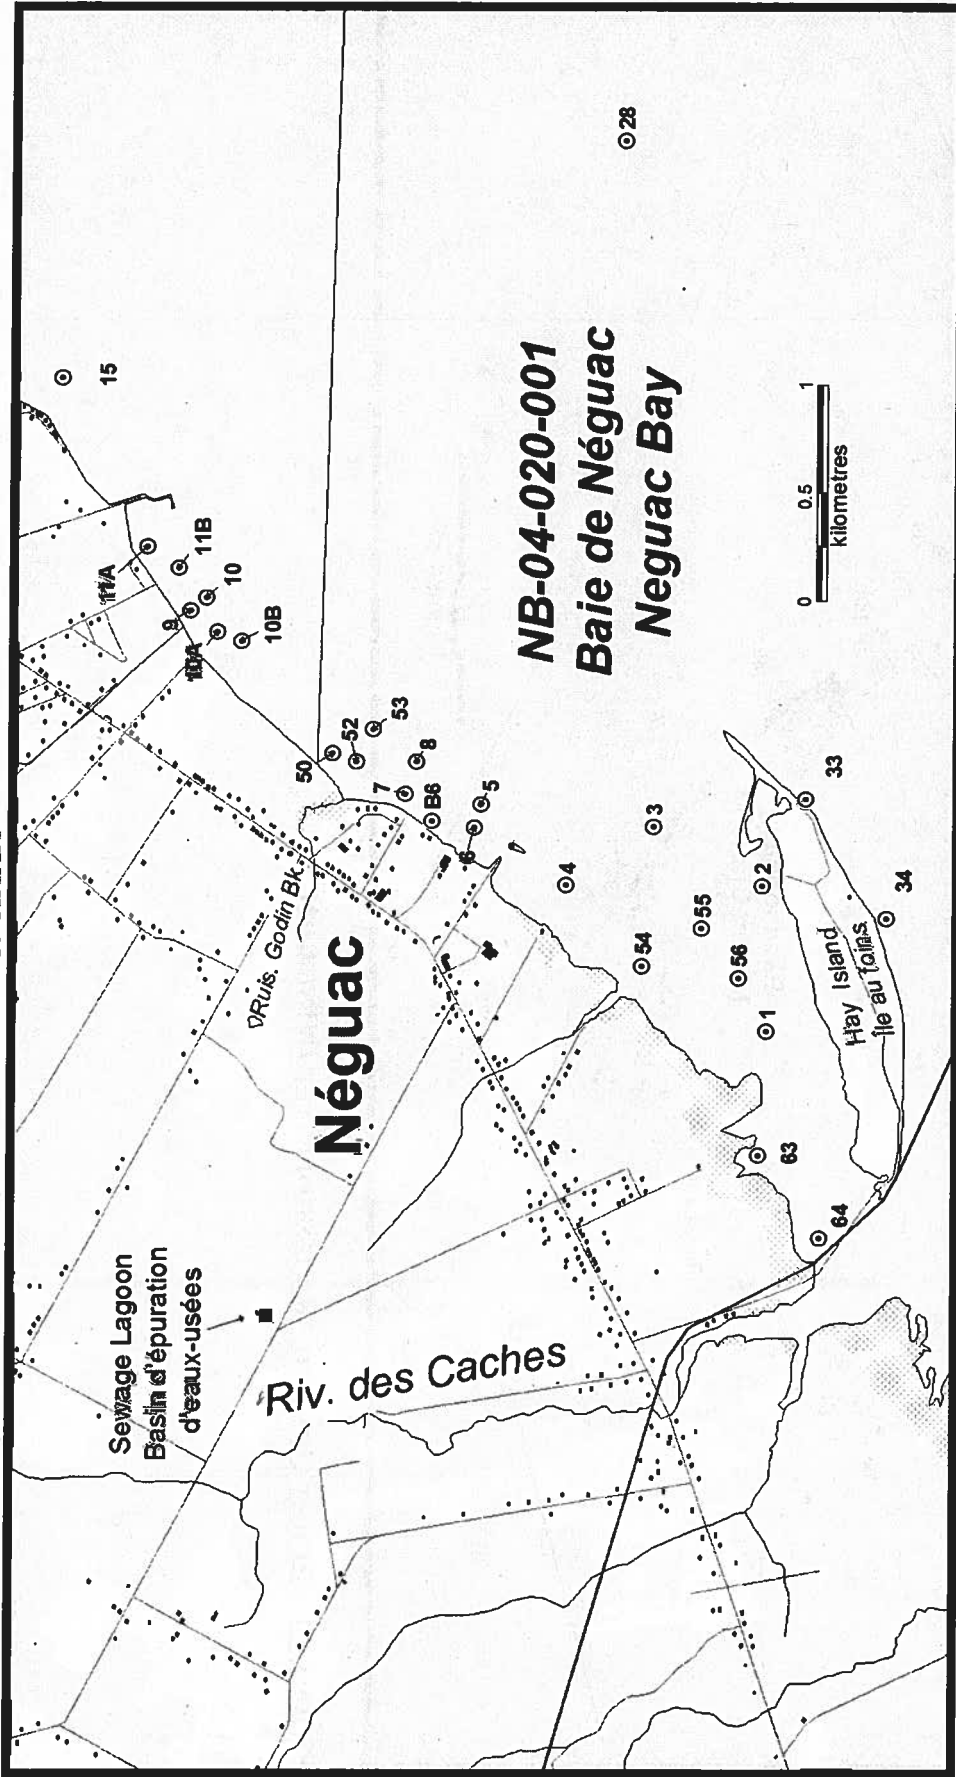 Sewage Lagoon
Basin d'épuration
d'eaux-usées
Riv. des Caches
Néguac
Ruis. Godin Bk.
NB-04-020-001
Baie de Néguac
Neguac Bay
0 0.5 1
kilometres
Hay Island
Île au foins
15
28
11B
10
9
10B
50
52
53
7
8
B6
6
5
4
3
54
55
56
2
1
33
34
63
64